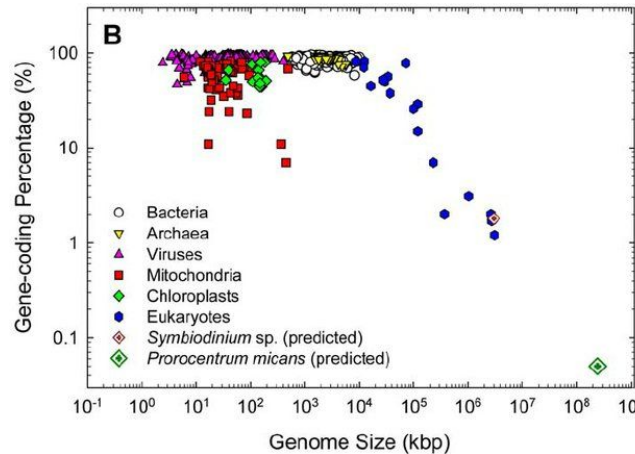 B
100
10
1
0.1
Gene-coding Percentage (%)
Bacteria
Archaea
Viruses
Mitochondria
Chloroplasts
Eukaryotes
Symbiodinium sp. (predicted)
Prorocentrum micans (predicted)
10⁻¹ 10⁰ 10¹ 10² 10³ 10⁴ 10⁵ 10⁶ 10⁷ 10⁸
Genome Size (kbp)